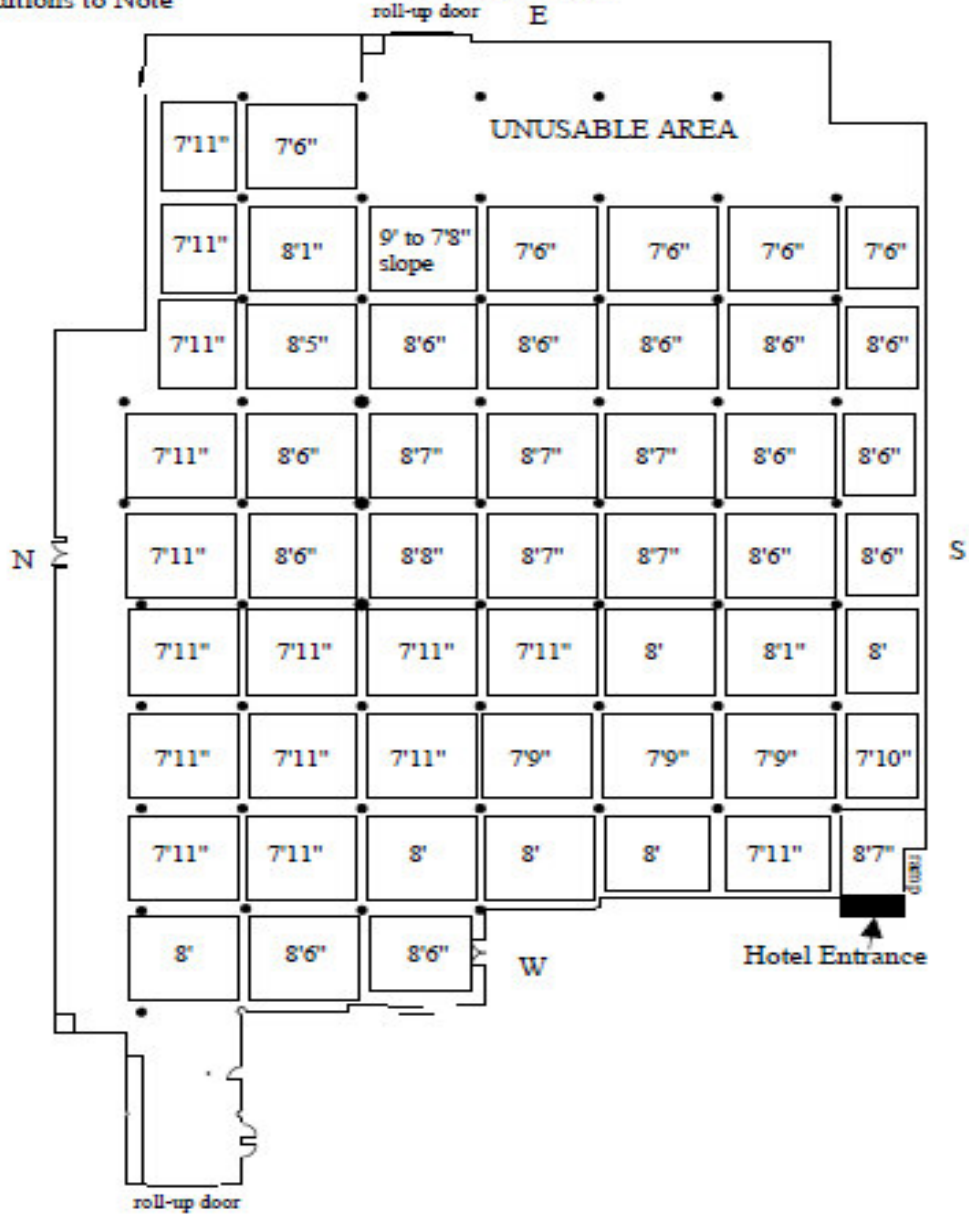 to Note
roll-up door
E
UNUSABLE AREA
7'11" 7'6"
7'11" 8'1" 9' to 7'8" slope 7'6" 7'6" 7'6" 7'6"
7'11" 8'5" 8'6" 8'6" 8'6" 8'6" 8'6"
7'11" 8'6" 8'7" 8'7" 8'7" 8'6" 8'6"
N
7'11" 8'6" 8'8" 8'7" 8'7" 8'6" 8'6"
S
7'11" 7'11" 7'11" 7'11" 8' 8'1" 8'
7'11" 7'11" 7'11" 7'9" 7'9" 7'9" 7'10"
7'11" 7'11" 8' 8' 8' 7'11" 8'7"
ramp
8' 8'6" 8'6"
W
Hotel Entrance
roll-up door